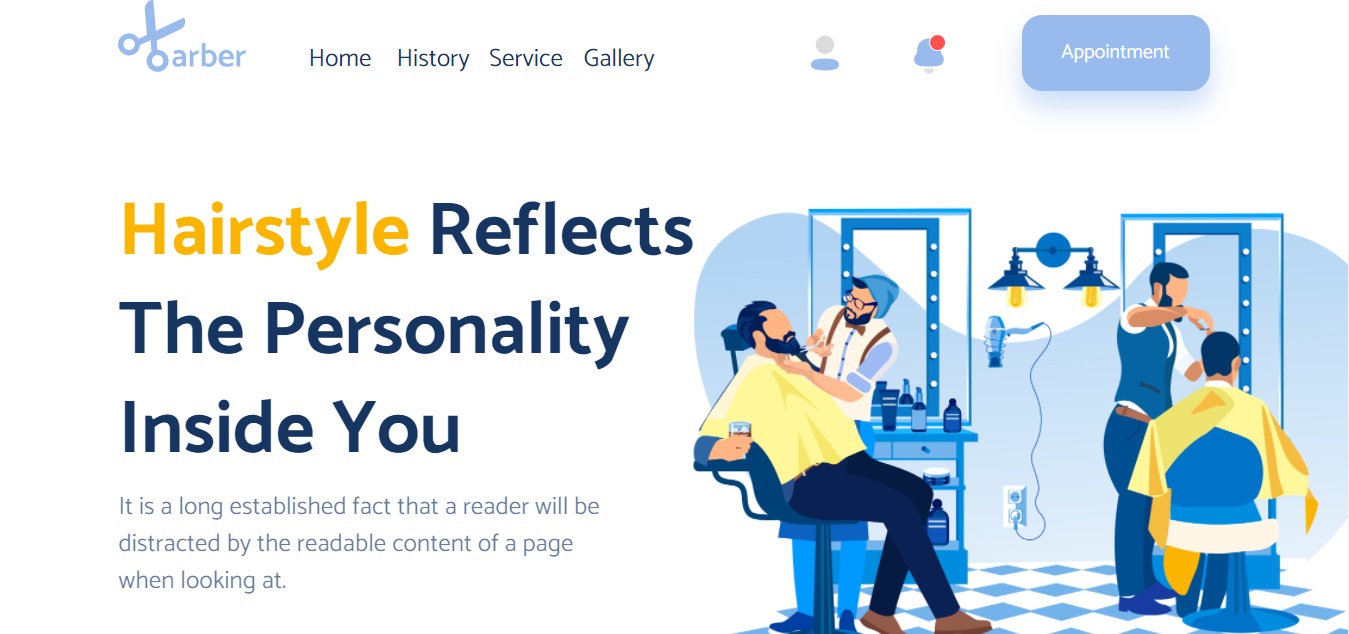 arber
Home History Service Gallery
Appointment
Hairstyle Reflects
The Personality
Inside You
It is a long established fact that a reader will be
distracted by the readable content of a page
when looking at.